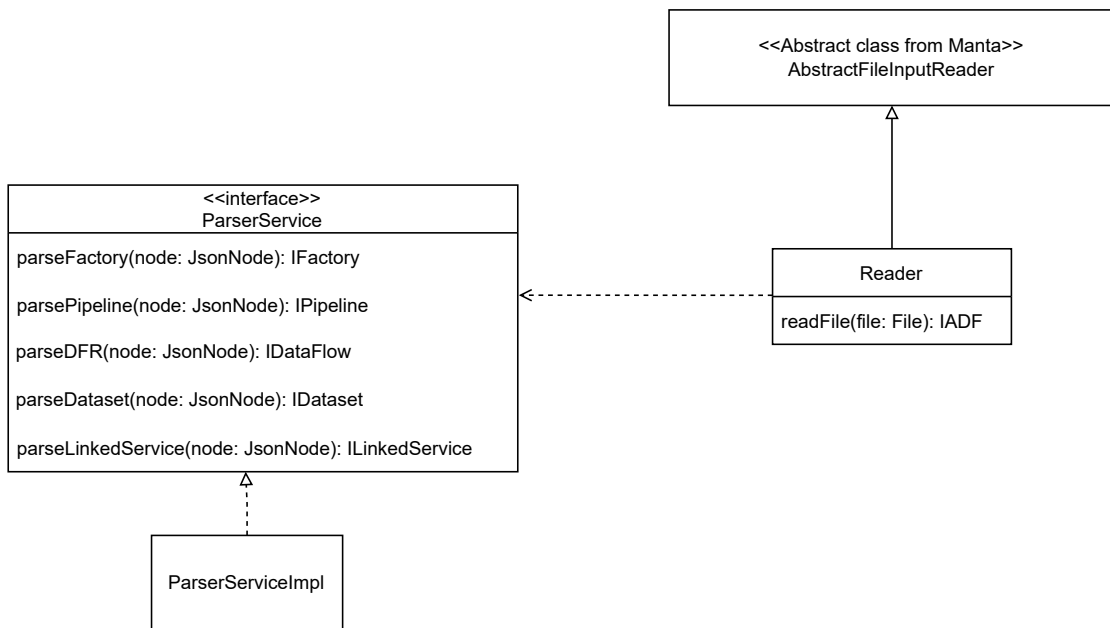 <<Abstract class from Manta>>
AbstractFileInputReader
<<interface>>
ParserService
parseFactory(node: JsonNode): IFactory
parsePipeline(node: JsonNode): IPipeline
parseDFR(node: JsonNode): IDataFlow
parseDataset(node: JsonNode): IDataset
parseLinkedService(node: JsonNode): ILinkedService
Reader
readFile(file: File): IADF
ParserServiceImpl